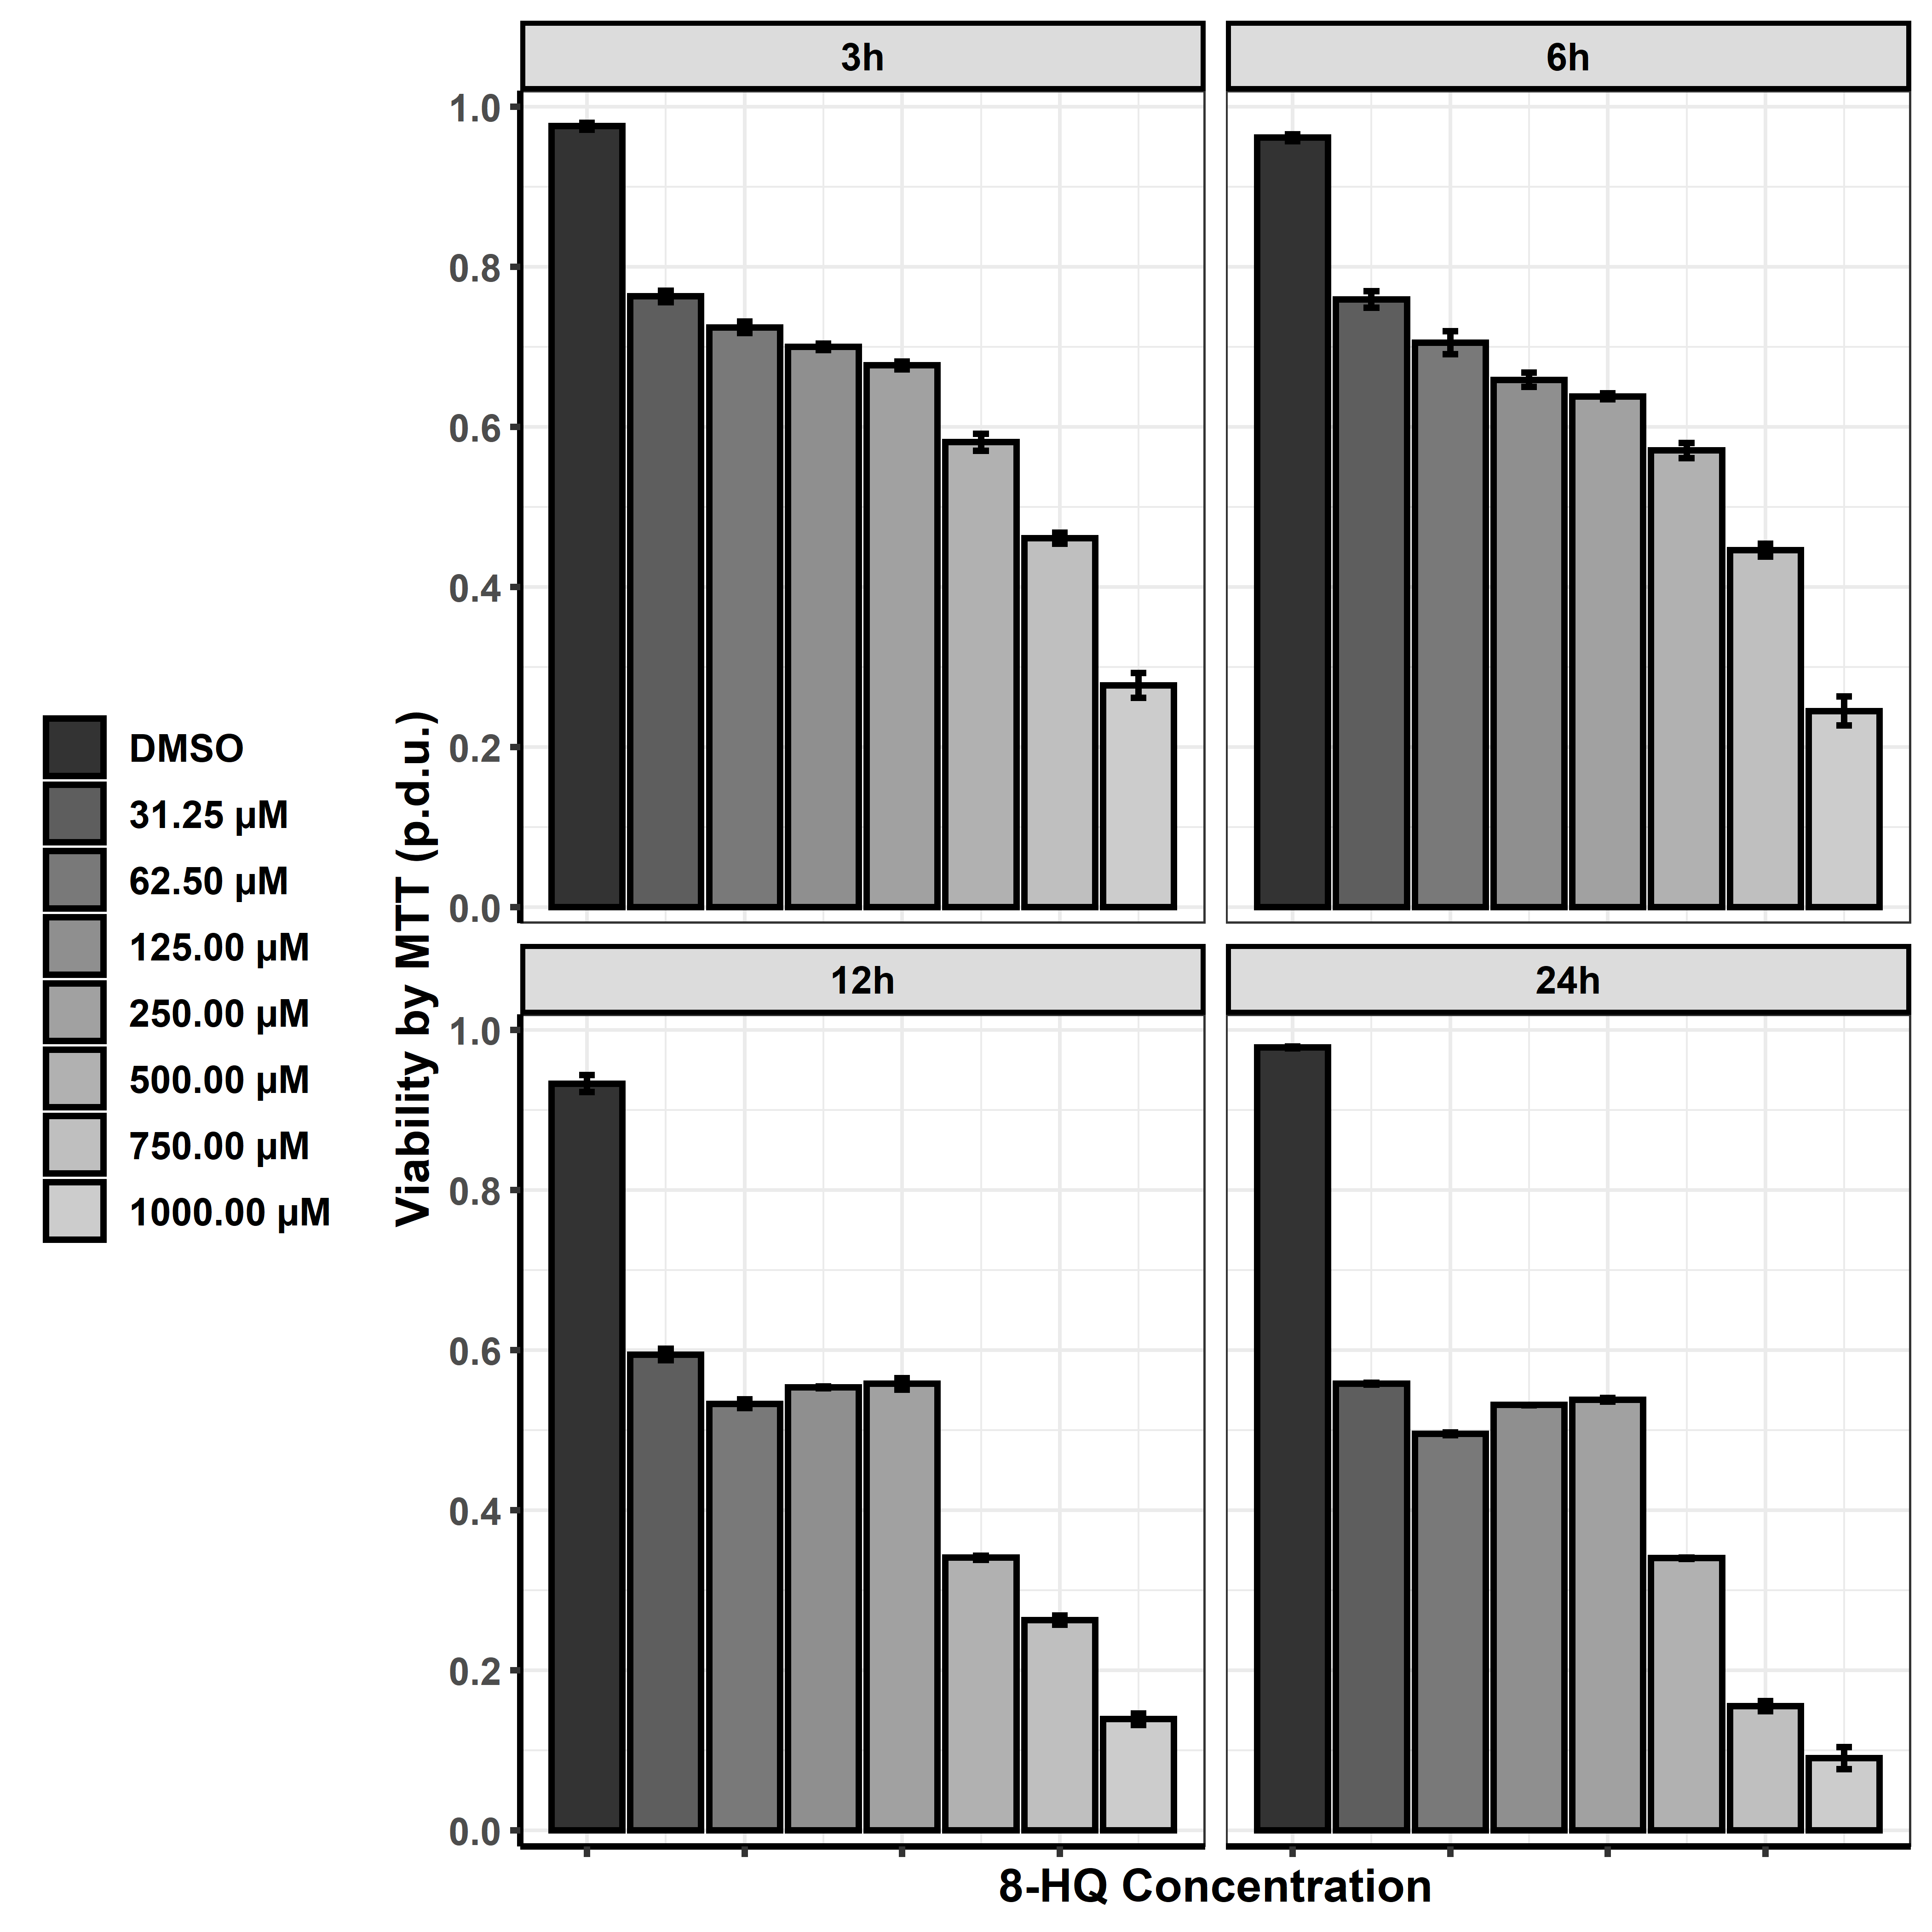 3h
6h
1.0
0.8
0.6
0.4
0.2
0.0
12h
24h
1.0
0.8
0.6
0.4
0.2
0.0
DMSO
31.25 µM
62.50 µM
125.00 µM
250.00 µM
500.00 µM
750.00 µM
1000.00 µM
Viability by MTT (p.d.u.)
8-HQ Concentration